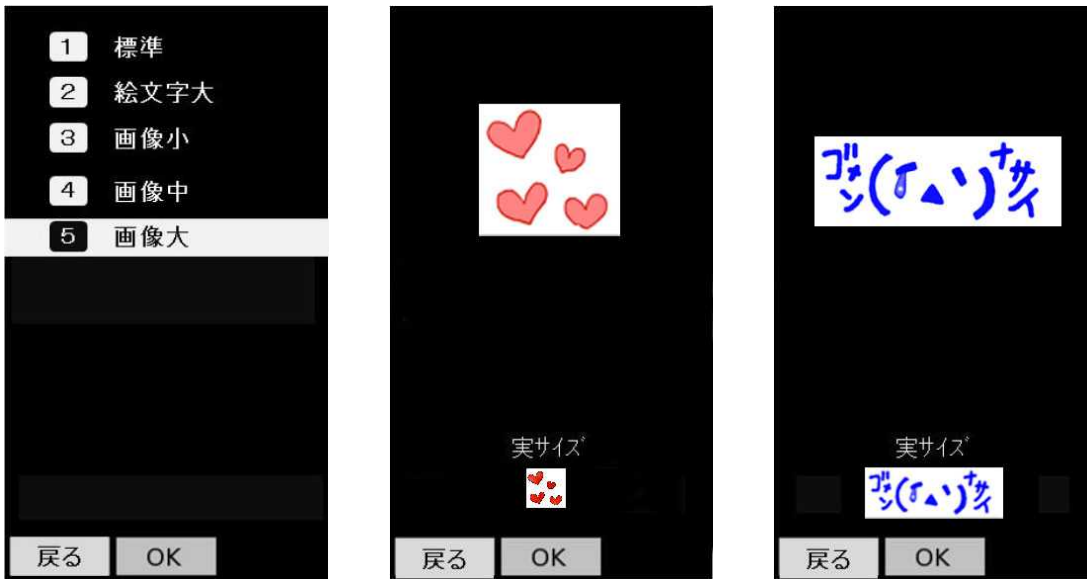 1 標準
2 絵文字大
3 画像小
4 画像中
5 画像大
戻る OK
実サイズ
戻る OK
ゴメン( )ナサイ
実サイズ
ゴメン( )ナサイ
戻る OK